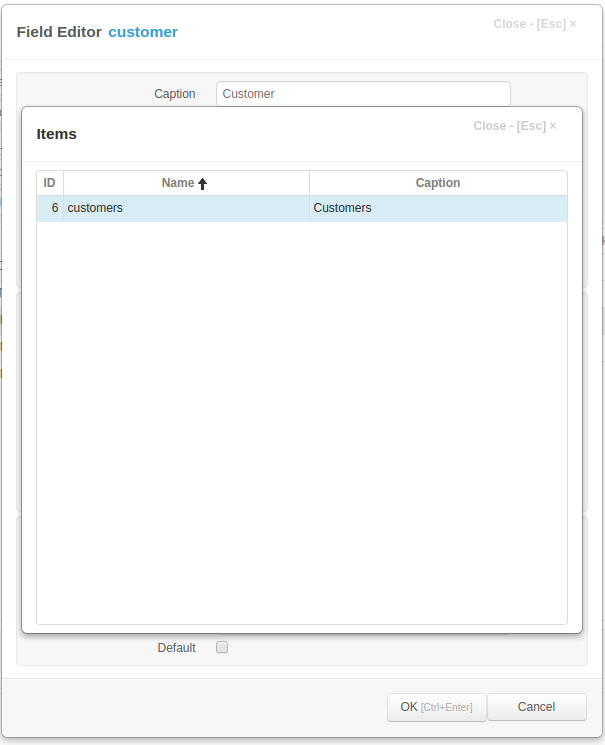 Field Editor customer
Close - [Esc] ×
Caption
Customer
Items
Close - [Esc] ×
ID Name Caption
6 customers Customers
Default
OK [Ctrl+Enter]
Cancel